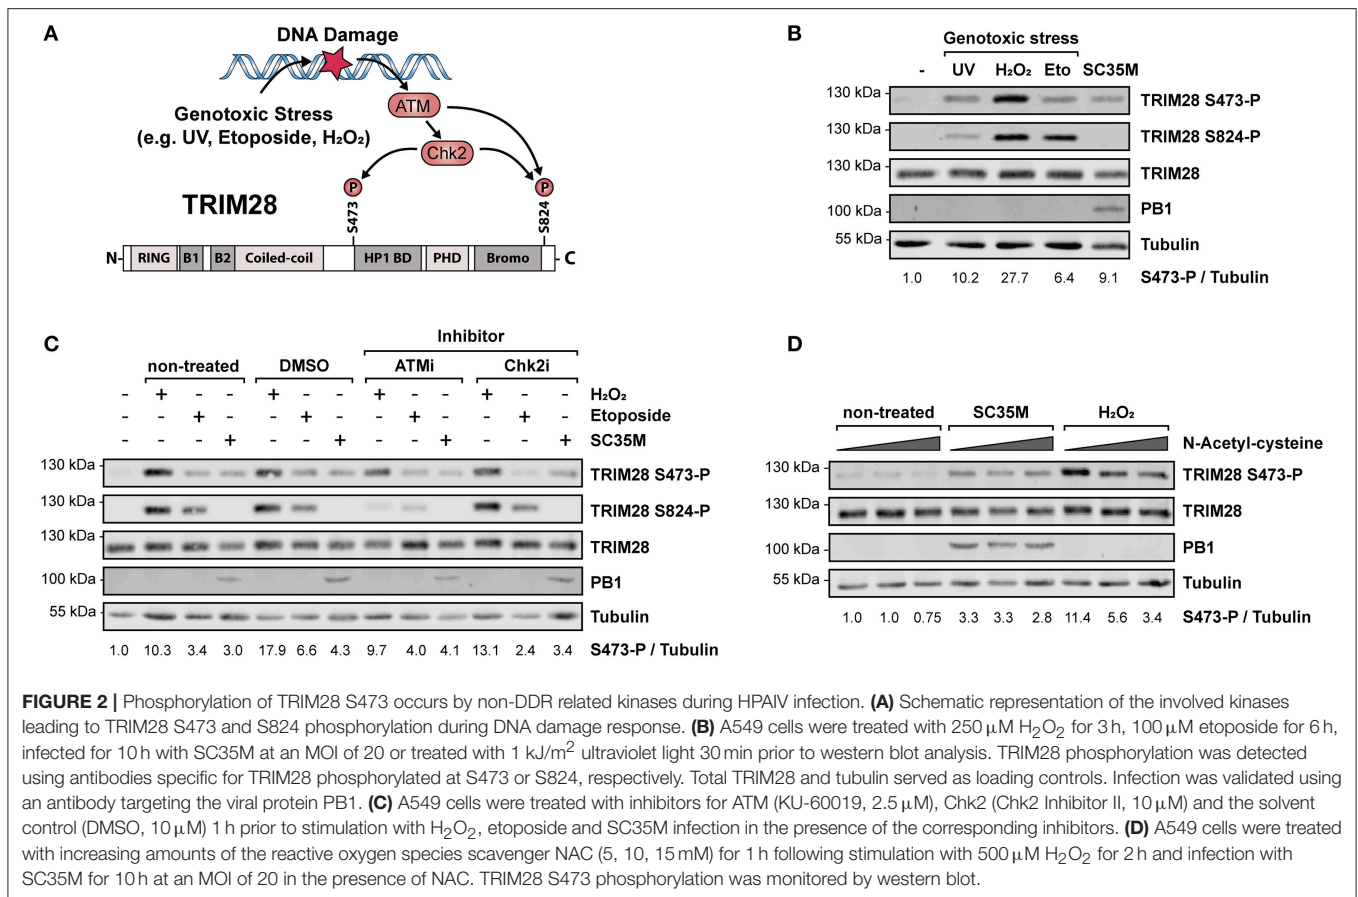 A
DNA Damage
Genotoxic Stress
(e.g. UV, Etoposide, H₂O₂)
ATM
Chk2
P
P
TRIM28
S473
S824
N- RING B1 B2 Coiled-coil HP1 BD PHD Bromo - C
B
Genotoxic stress
- UV H₂O₂ Eto SC35M
130 kDa TRIM28 S473-P
130 kDa TRIM28 S824-P
130 kDa TRIM28
100 kDa PB1
55 kDa Tubulin
1.0 10.2 27.7 6.4 9.1 S473-P / Tubulin
C
Inhibitor
non-treated DMSO ATMi Chk2i
- + - - + - - + - - + - - H₂O₂
- - + - - + - - + - - + - Etoposide
- - - + - - + - - + - - + SC35M
130 kDa TRIM28 S473-P
130 kDa TRIM28 S824-P
130 kDa TRIM28
100 kDa PB1
55 kDa Tubulin
1.0 10.3 3.4 3.0 17.9 6.6 4.3 9.7 4.0 4.1 13.1 2.4 3.4 S473-P / Tubulin
D
non-treated SC35M H₂O₂
N-Acetyl-cysteine
130 kDa TRIM28 S473-P
130 kDa TRIM28
100 kDa PB1
55 kDa Tubulin
1.0 1.0 0.75 3.3 3.3 2.8 11.4 5.6 3.4 S473-P / Tubulin
FIGURE 2 | Phosphorylation of TRIM28 S473 occurs by non-DDR related kinases during HPAIV infection. (A) Schematic representation of the involved kinases
leading to TRIM28 S473 and S824 phosphorylation during DNA damage response. (B) A549 cells were treated with 250 μM H₂O₂ for 3 h, 100 μM etoposide for 6 h,
infected for 10 h with SC35M at an MOI of 20 or treated with 1 kJ/m² ultraviolet light 30 min prior to western blot analysis. TRIM28 phosphorylation was detected
using antibodies specific for TRIM28 phosphorylated at S473 or S824, respectively. Total TRIM28 and tubulin served as loading controls. Infection was validated using
an antibody targeting the viral protein PB1. (C) A549 cells were treated with inhibitors for ATM (KU-60019, 2.5 μM), Chk2 (Chk2 Inhibitor II, 10 μM) and the solvent
control (DMSO, 10 μM) 1 h prior to stimulation with H₂O₂, etoposide and SC35M infection in the presence of the corresponding inhibitors. (D) A549 cells were treated
with increasing amounts of the reactive oxygen species scavenger NAC (5, 10, 15 mM) for 1 h following stimulation with 500 μM H₂O₂ for 2 h and infection with
SC35M for 10 h at an MOI of 20 in the presence of NAC. TRIM28 S473 phosphorylation was monitored by western blot.